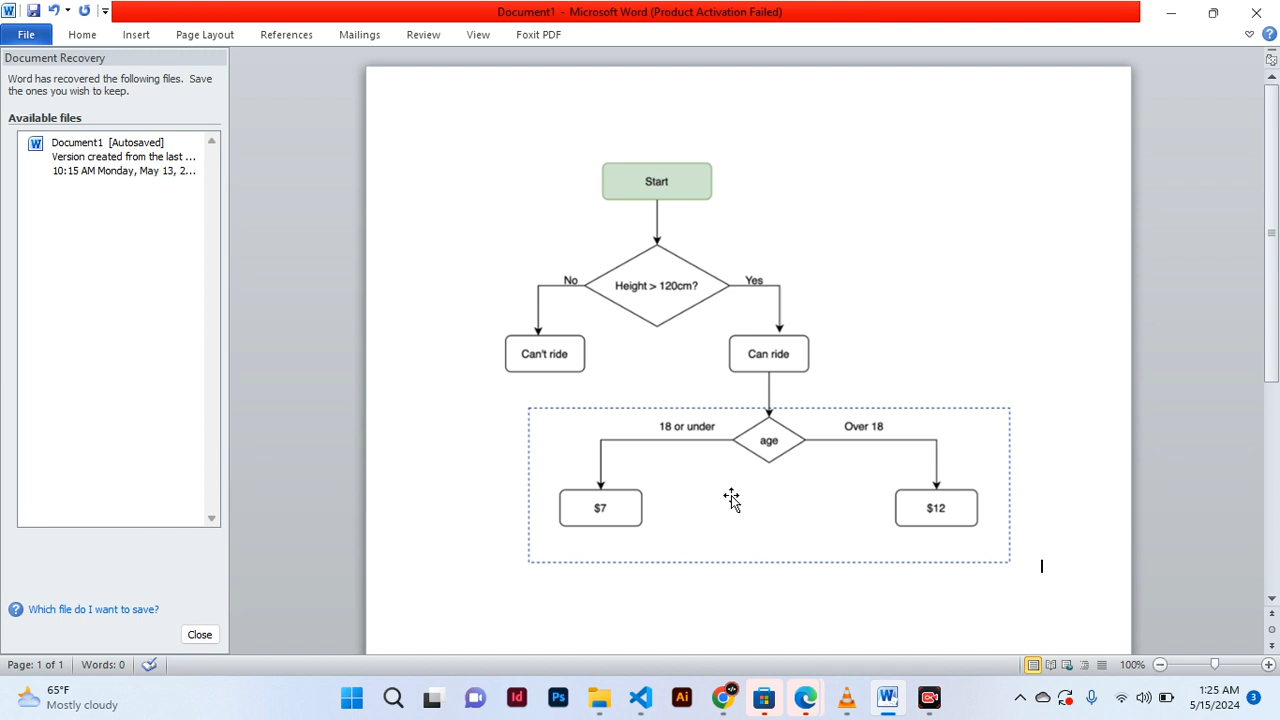 Document1 - Microsoft Word (Product Activation Failed)
File Home Insert Page Layout References Mailings Review View Foxit PDF
Document Recovery
Word has recovered the following files. Save
the ones you wish to keep.
Available files
Document1 [Autosaved]
Version created from the last ...
10:15 AM Monday, May 13, 2...
Which file do I want to save?
Close
Start
Height > 120cm?
No
Yes
Can't ride
Can ride
18 or under
age
Over 18
$7
$12
Page: 1 of 1 Words: 0
100%
65°F
Mostly cloudy
Id
Ps
Ai
W
1:25 AM
5/15/2024
3